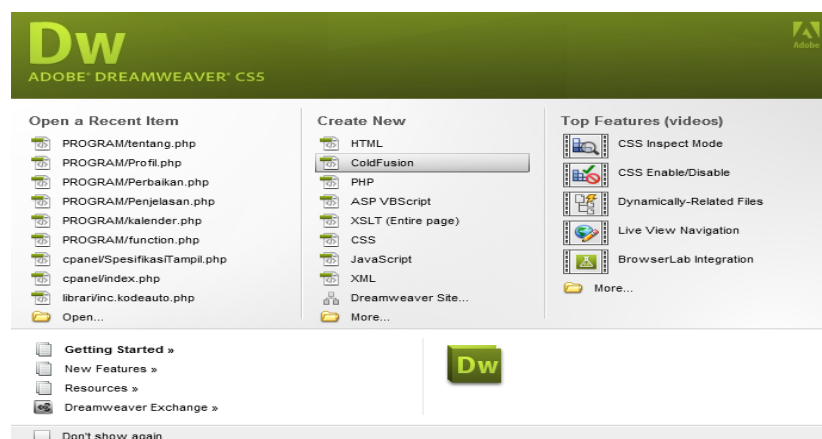 Dw
ADOBE® DREAMWEAVER® CS5
Adobe
Open a Recent Item
PROGRAM/tentang.php
PROGRAM/Profil.php
PROGRAM/Perbaikan.php
PROGRAM/Penjelasan.php
PROGRAM/kalender.php
PROGRAM/function.php
cpanel/SpesifikasiTampil.php
cpanel/index.php
librari/inc.kodeauto.php
Open...
Create New
HTML
ColdFusion
PHP
ASP VBScript
XSLT (Entire page)
CSS
JavaScript
XML
Dreamweaver Site...
More...
Top Features (videos)
CSS Inspect Mode
CSS Enable/Disable
Dynamically-Related Files
Live View Navigation
BrowserLab Integration
More...
Getting Started »
New Features »
Resources »
Dreamweaver Exchange »
Dw
Don't show again